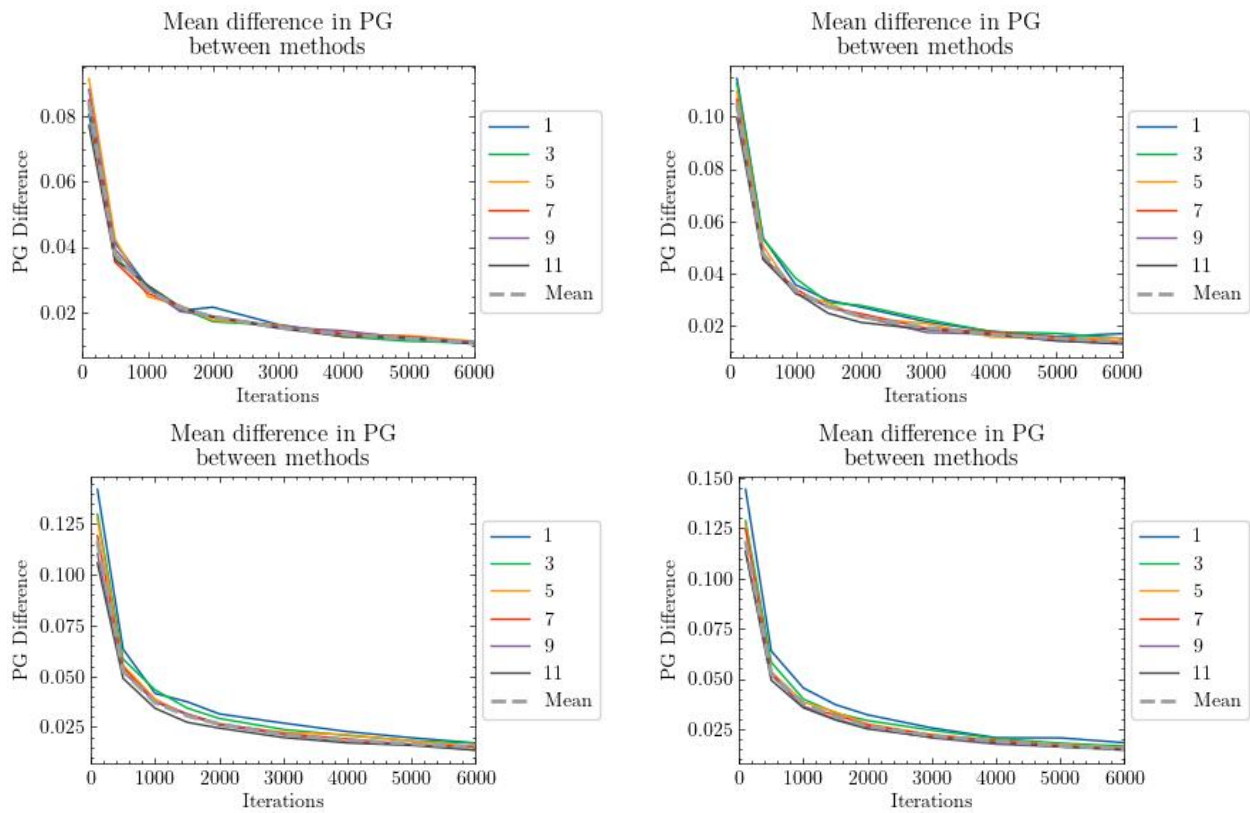 Mean difference in PG
between methods
PG Difference
0.08
0.06
0.04
0.02
0 1000 2000 3000 4000 5000 6000
Iterations
1
3
5
7
9
11
Mean
Mean difference in PG
between methods
PG Difference
0.10
0.08
0.06
0.04
0.02
0 1000 2000 3000 4000 5000 6000
Iterations
1
3
5
7
9
11
Mean
Mean difference in PG
between methods
PG Difference
0.125
0.100
0.075
0.050
0.025
0 1000 2000 3000 4000 5000 6000
Iterations
1
3
5
7
9
11
Mean
Mean difference in PG
between methods
PG Difference
0.150
0.125
0.100
0.075
0.050
0.025
0 1000 2000 3000 4000 5000 6000
Iterations
1
3
5
7
9
11
Mean